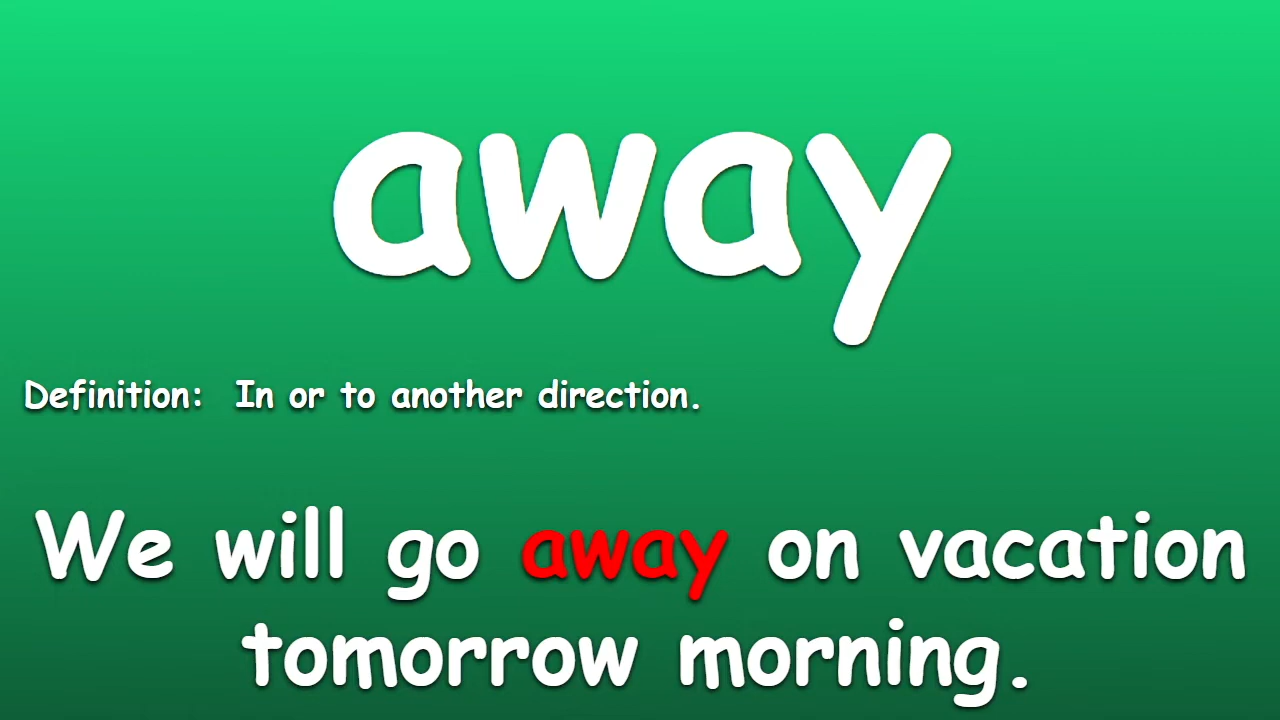 away
Definition:  In or to another direction.
We will go away on vacation
tomorrow morning.